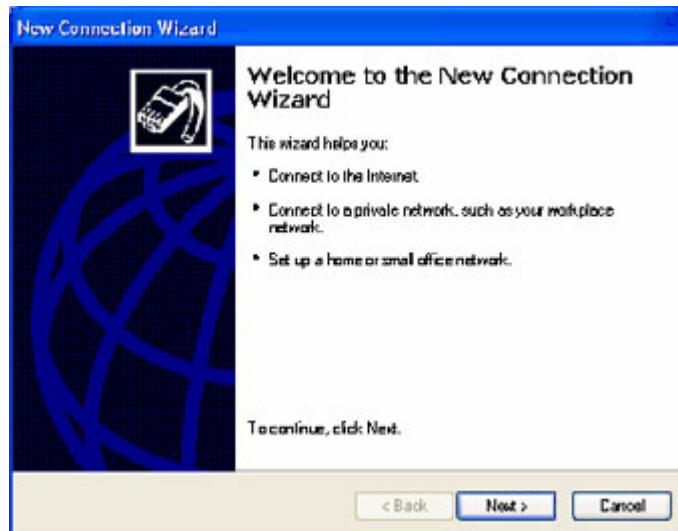 New Connection Wizard
Welcome to the New Connection
Wizard
This wizard helps you:
• Connect to the Internet.
• Connect to a private network, such as your workplace
network.
• Set up a home or small office network.
To continue, click Next.
< Back
Next >
Cancel